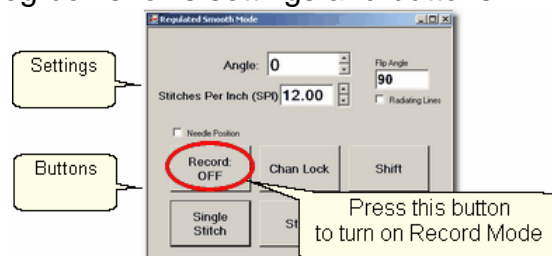 Regulated Smooth Mode
Settings
Angle: 0
Flip Angle
90
Stitches Per Inch (SPI) 12.00
Radiating Lines
Needle Position
Buttons
Record:
OFF
Chan Lock
Shift
Press this button
to turn on Record Mode
Single
Stitch